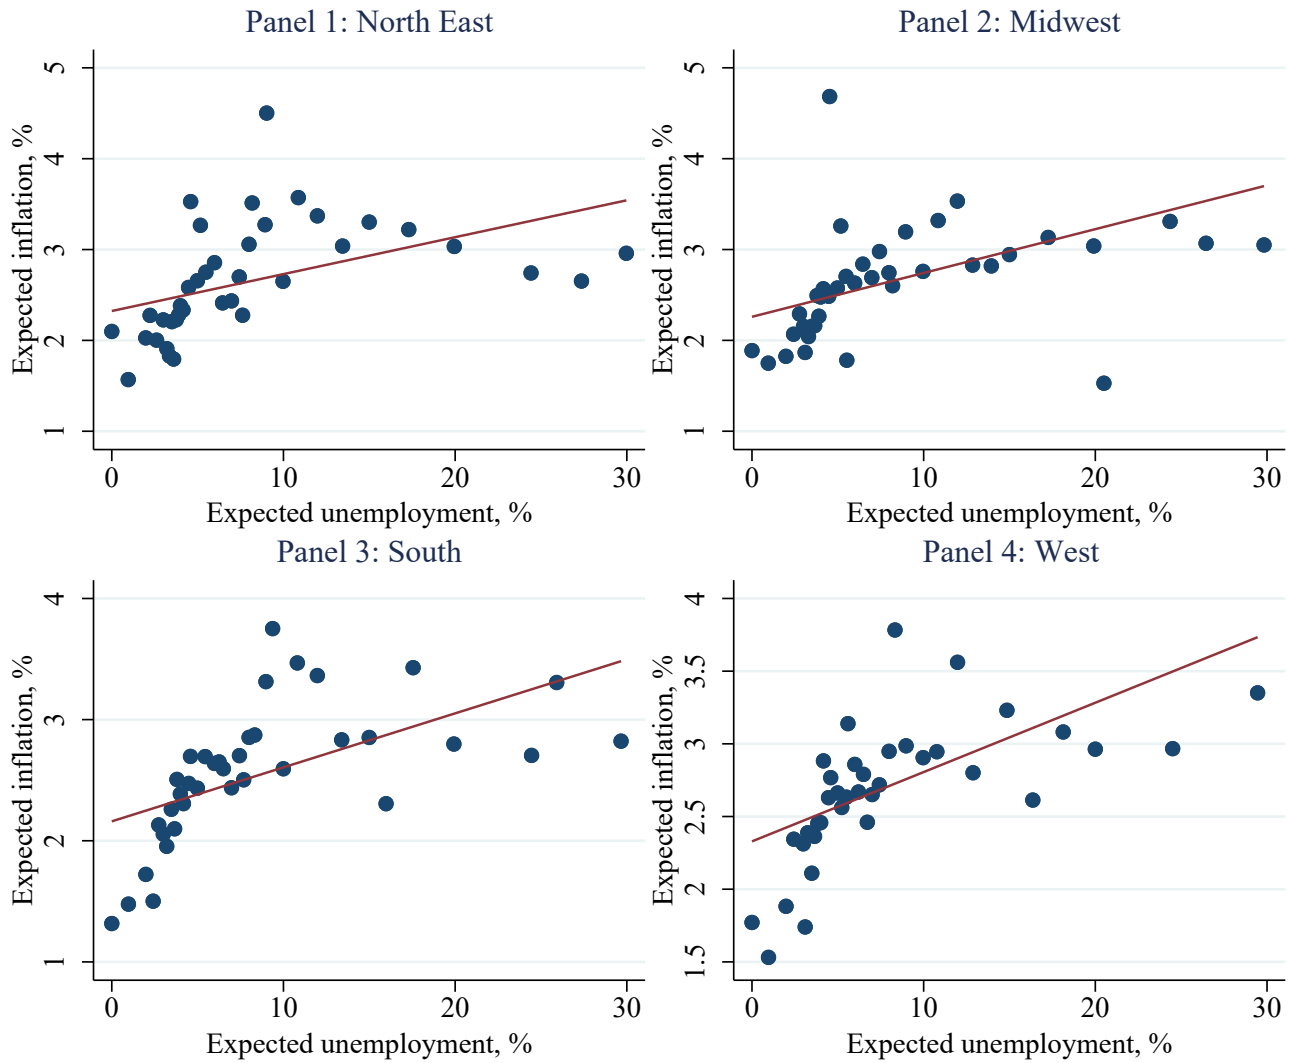 Panel 1: North East
Expected inflation, %
5
4
3
2
1
0 10 20 30
Expected unemployment, %
Panel 2: Midwest
Expected inflation, %
5
4
3
2
1
0 10 20 30
Expected unemployment, %
Panel 3: South
Expected inflation, %
4
3
2
1
0 10 20 30
Expected unemployment, %
Panel 4: West
Expected inflation, %
4
3.5
3
2.5
2
1.5
0 10 20 30
Expected unemployment, %